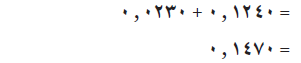 ٠,٠٢٣٠ + ٠,١٢٤٠ =
٠,١٤٧٠ =